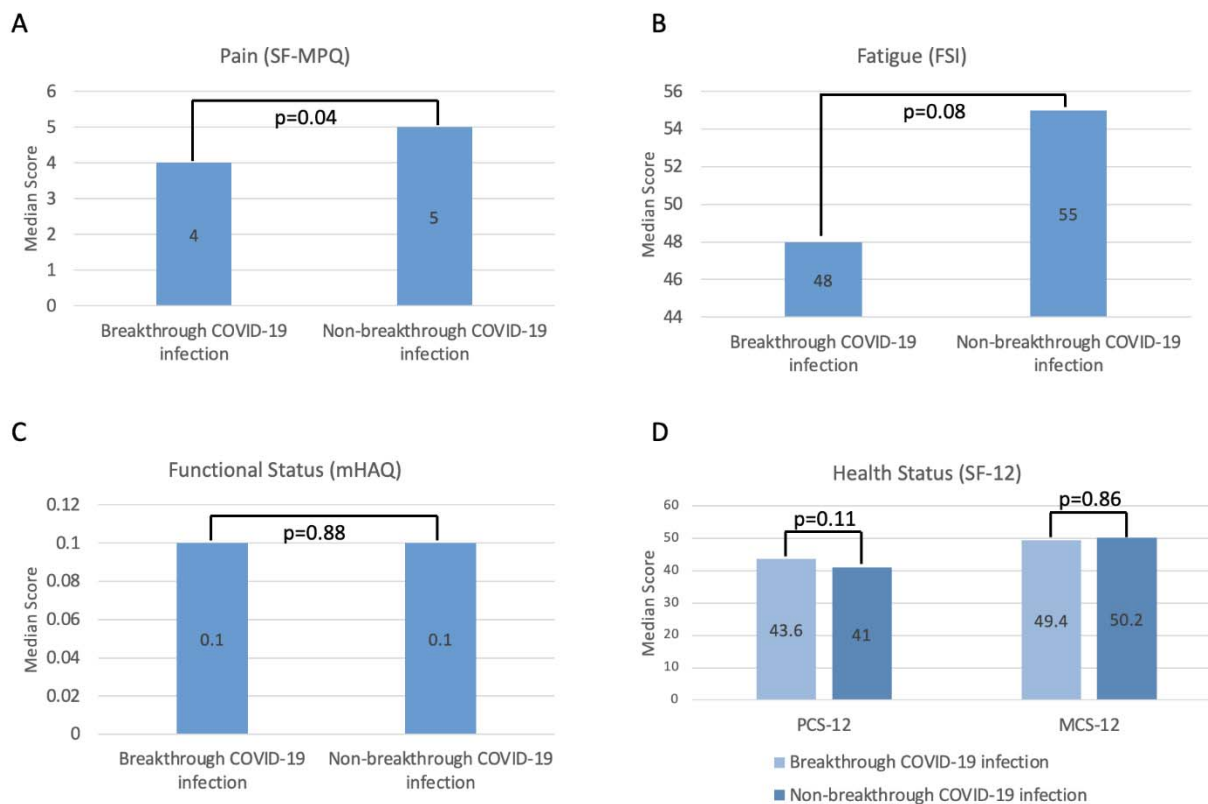 A
Pain (SF-MPQ)
Median Score
6
5
4
3
2
1
0
p=0.04
4
5
Breakthrough COVID-19
infection
Non-breakthrough COVID-19
infection
B
Fatigue (FSI)
Median Score
56
54
52
50
48
46
44
p=0.08
48
55
Breakthrough COVID-19
infection
Non-breakthrough COVID-19
infection
C
Functional Status (mHAQ)
Median Score
0.12
0.1
0.08
0.06
0.04
0.02
0
p=0.88
0.1
0.1
Breakthrough COVID-19
infection
Non-breakthrough COVID-19
infection
D
Health Status (SF-12)
Median Score
60
50
40
30
20
10
0
p=0.11
p=0.86
43.6
41
49.4
50.2
PCS-12
MCS-12
Breakthrough COVID-19 infection
Non-breakthrough COVID-19 infection